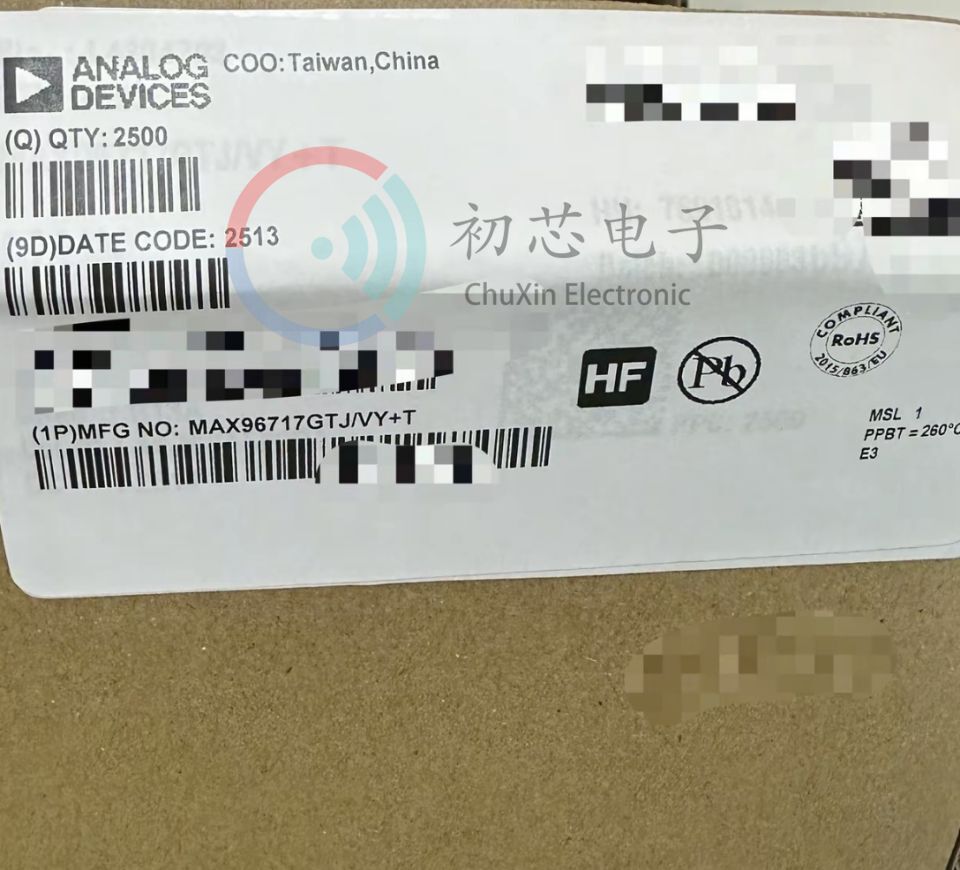 ANALOG
DEVICES
COO:Taiwan,China
(Q) QTY: 2500
(9D)DATE CODE: 2513
初芯电子
ChuXin Electronic
(1P)MFG NO: MAX96717GTJ/VY+T
HF
Pb
COMPLIANT
RoHS
2015/863/EU
MSL 1
PPBT = 260°C
E3